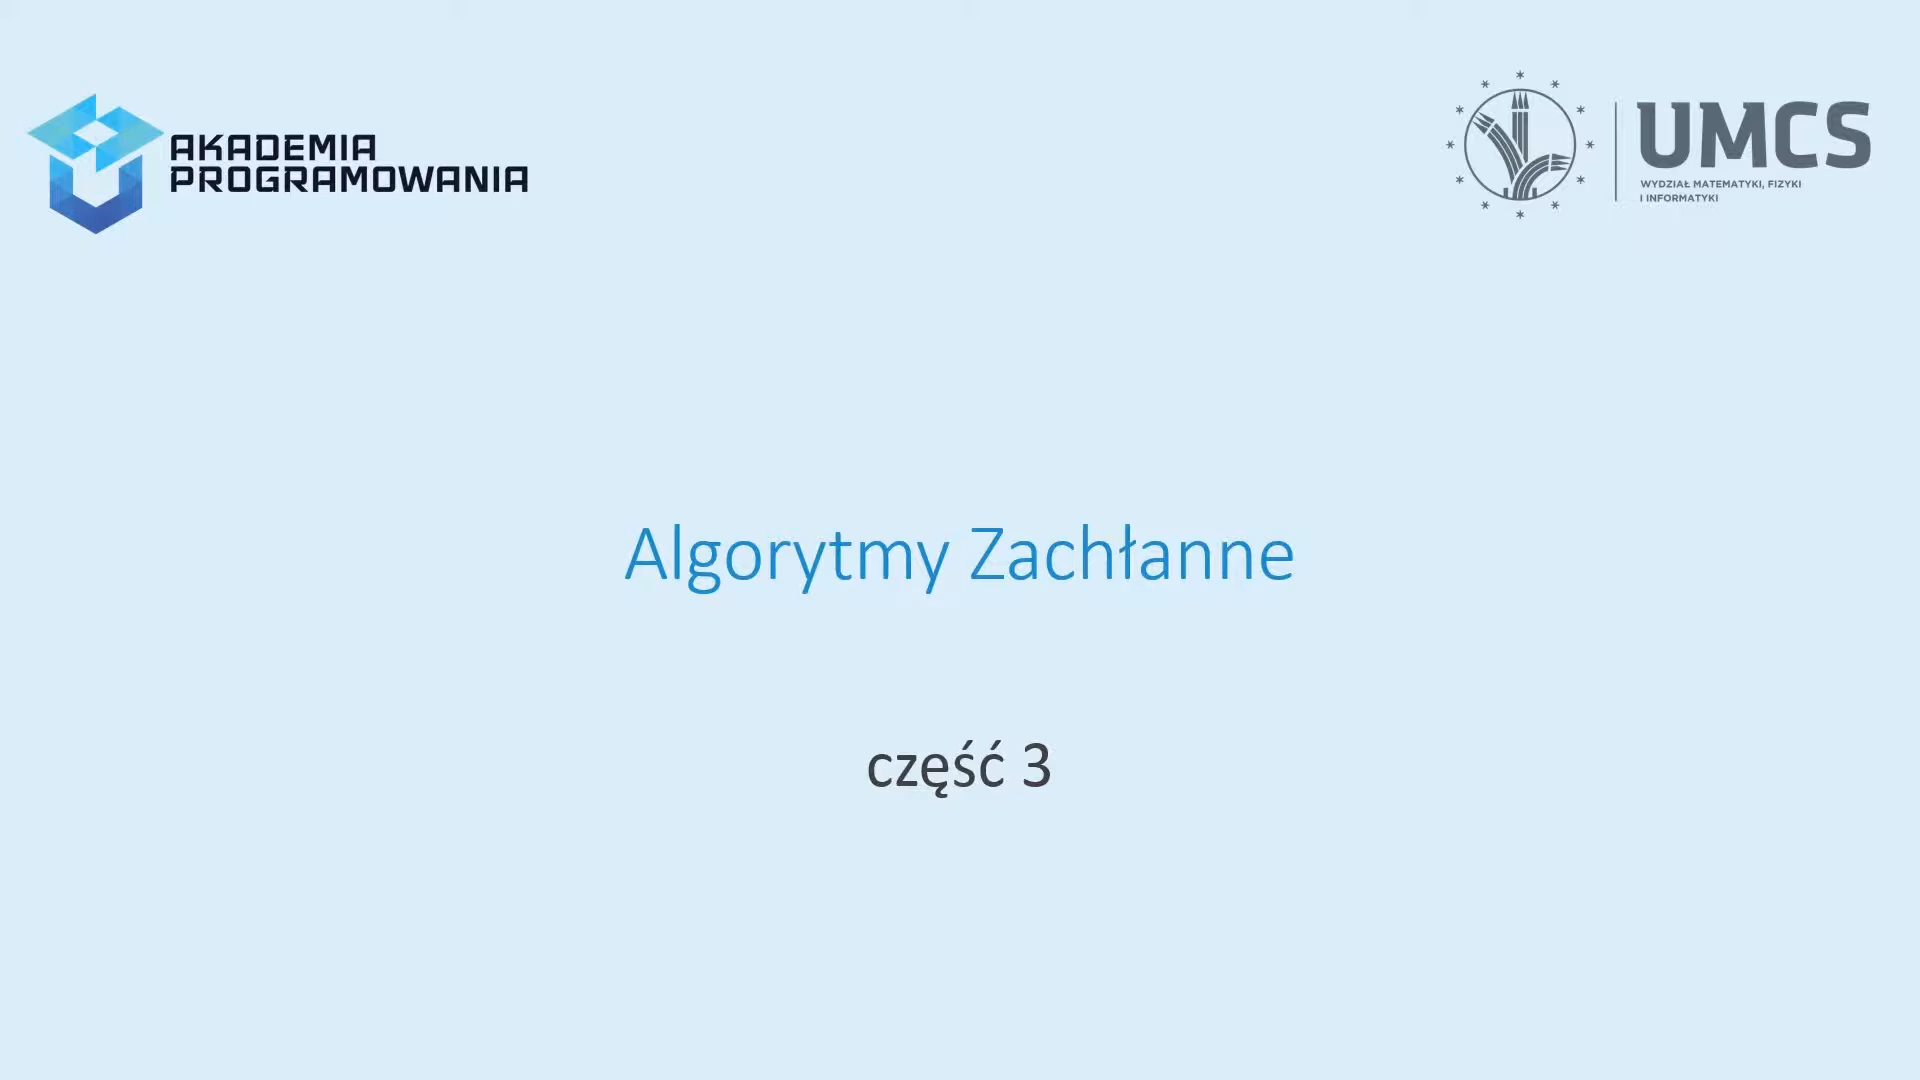 AKADEMIA
PROGRAMOWANIA
UMCS
WYDZIAŁ MATEMATYKI, FIZYKI
I INFORMATYKI
Algorytmy Zachłanne
część 3